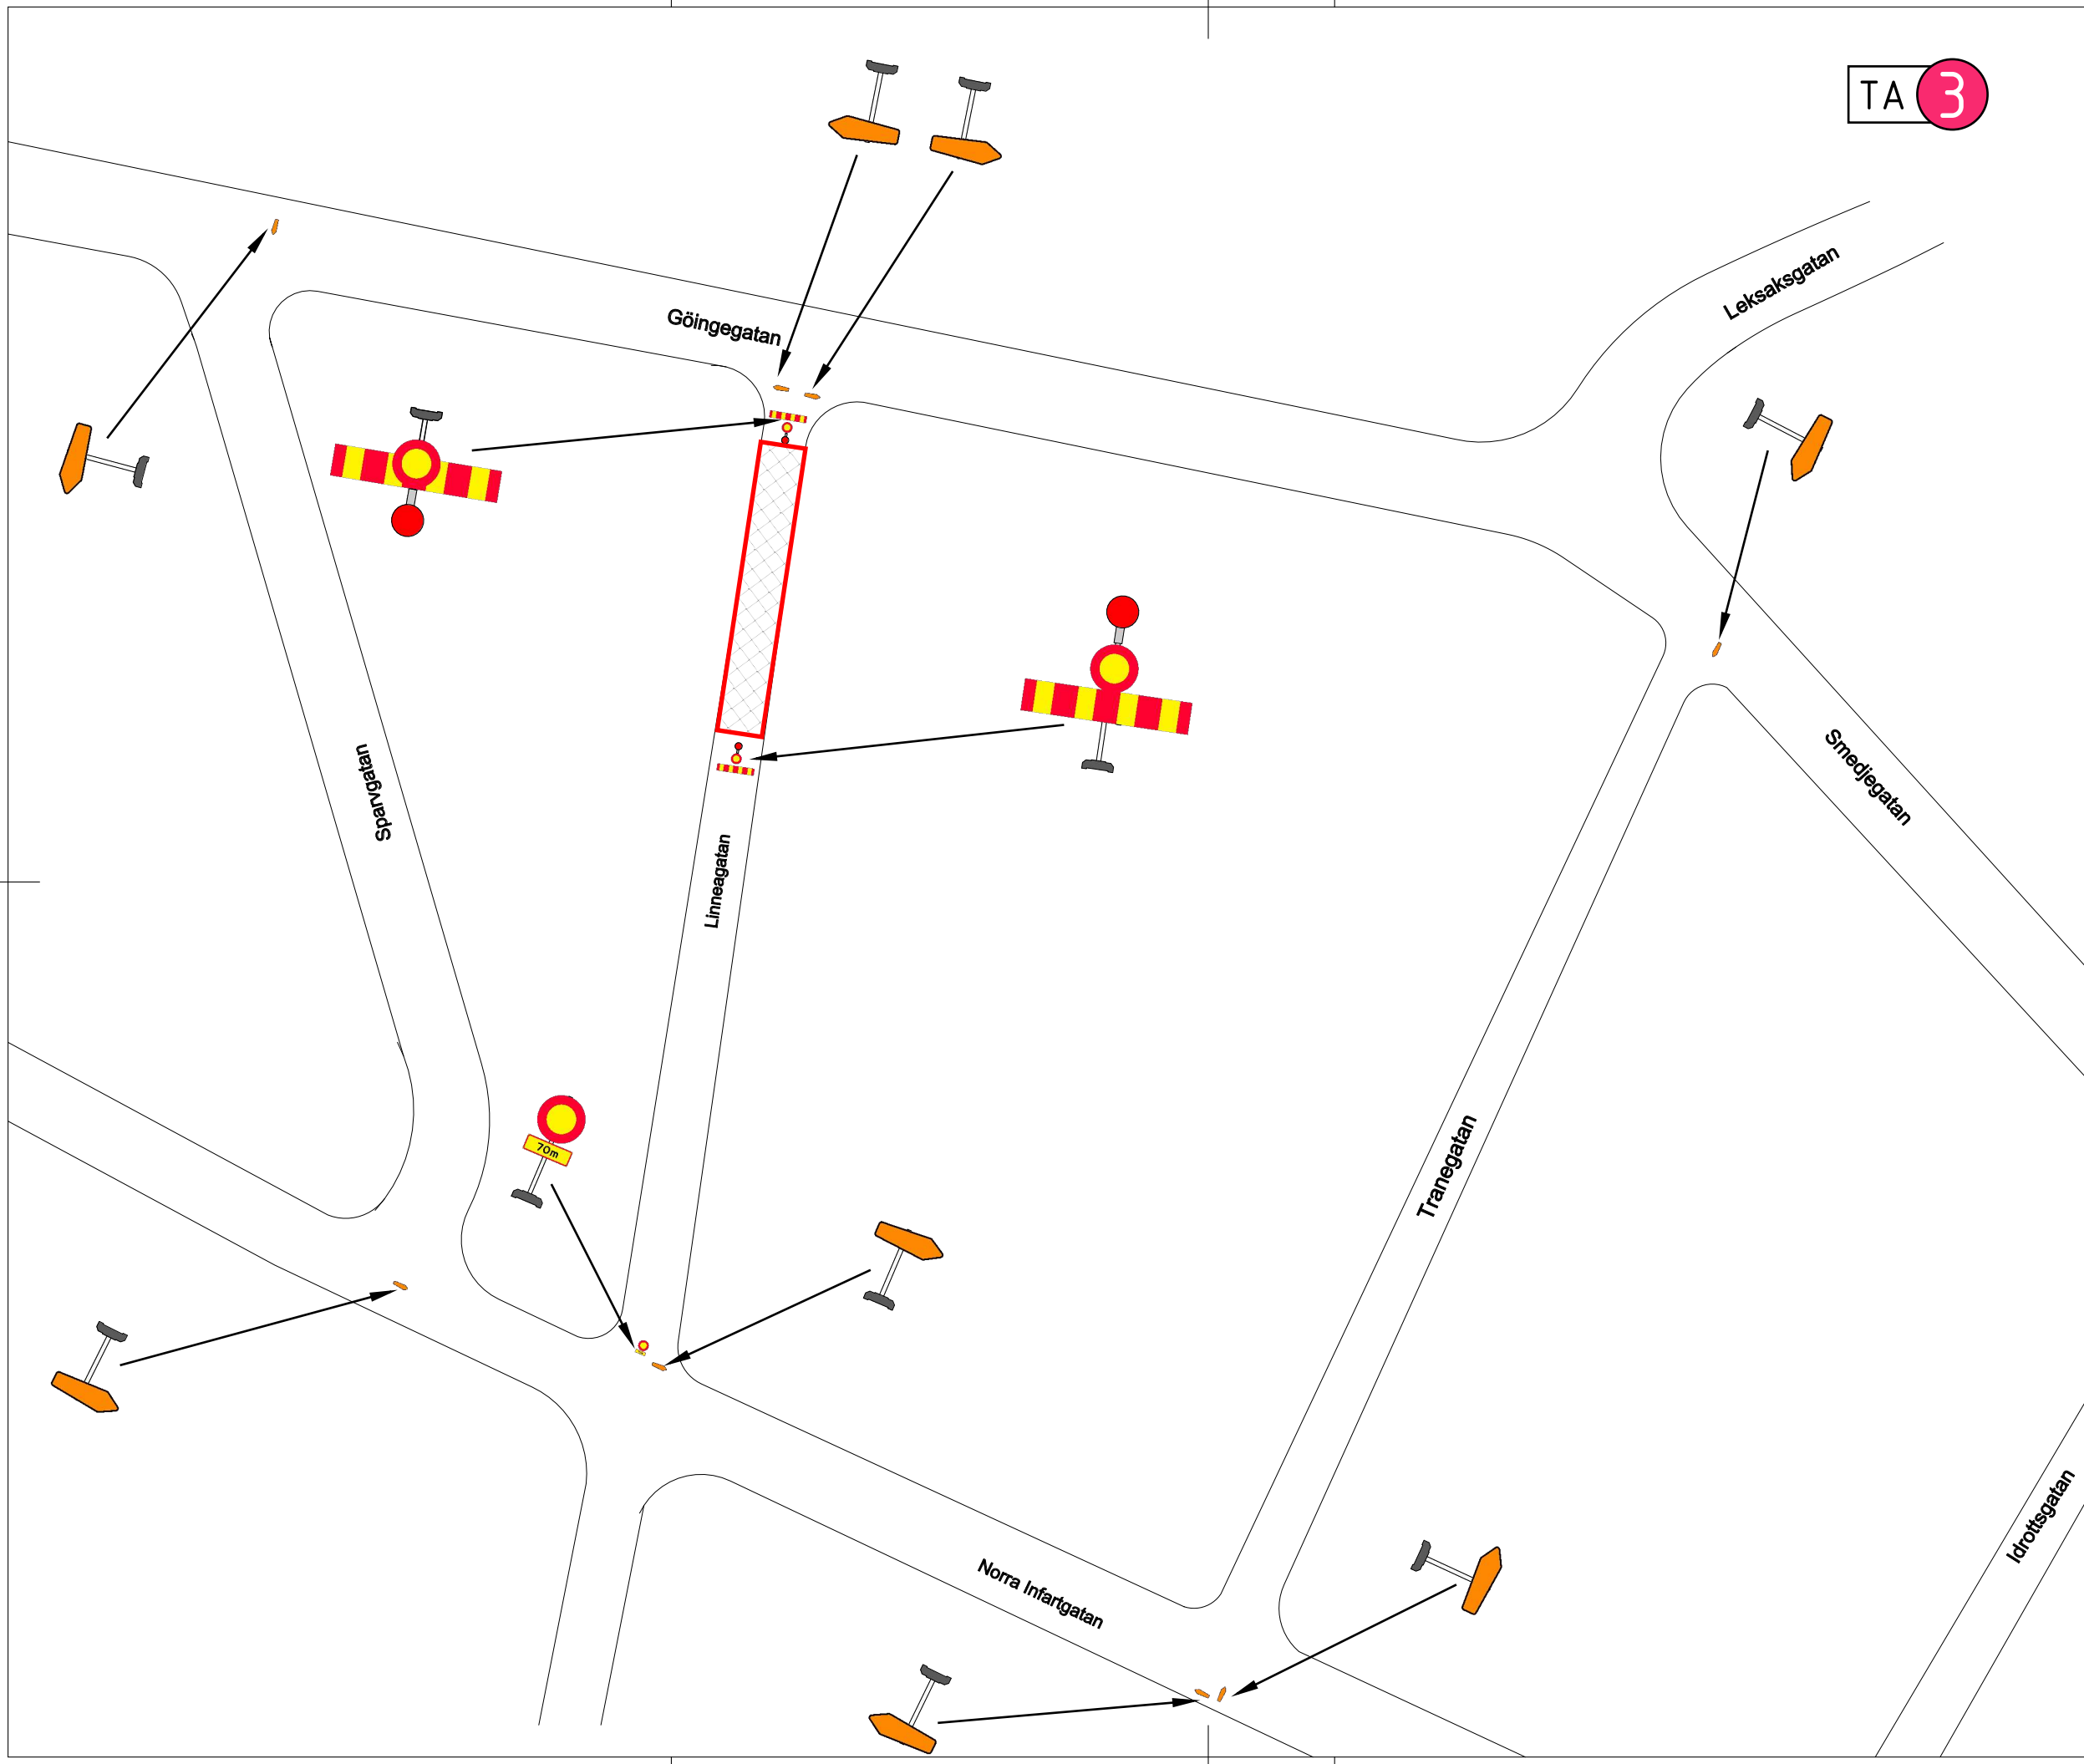 TA 3
Leksaksgatan
Göingegatan
Smedjegatan
Sparvgatan
Linneagatan
70m
Tranegatan
Idrottsgatan
Norra Infartgatan